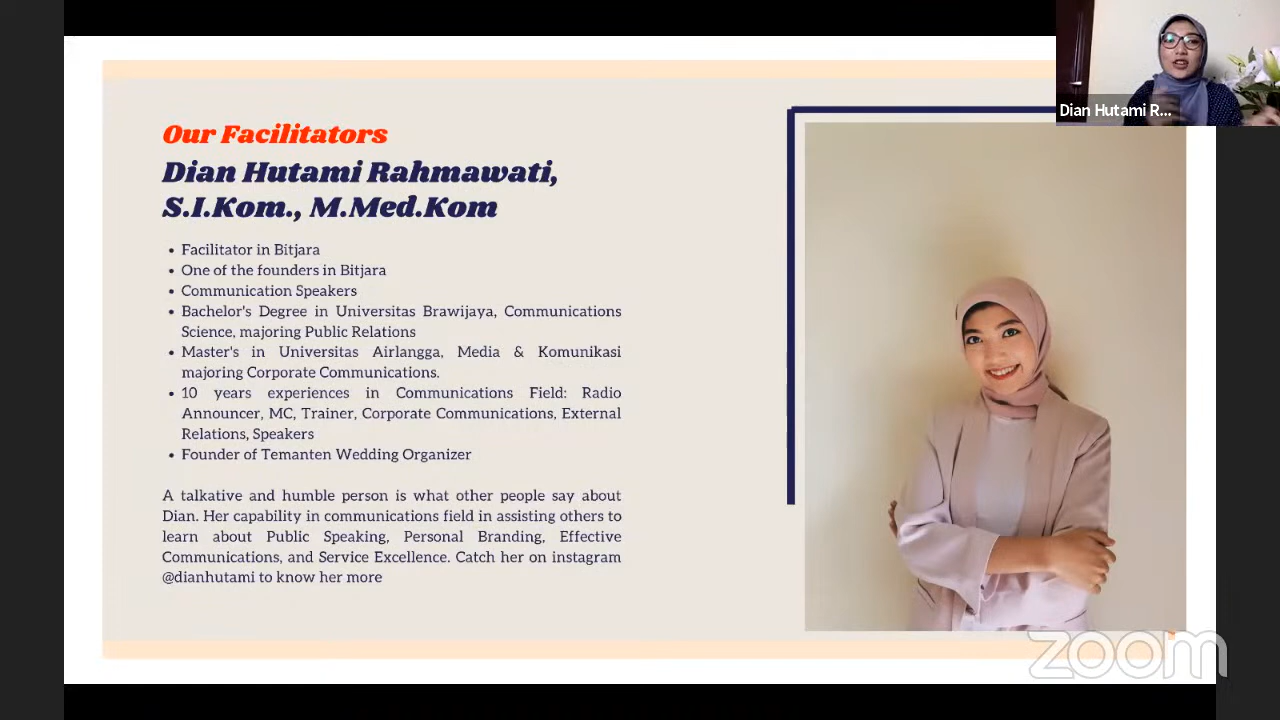 Our Facilitators
Dian Hutami Rahmawati,
S.I.Kom., M.Med.Kom
• Facilitator in Bitjara
• One of the founders in Bitjara
• Communication Speakers
• Bachelor's Degree in Universitas Brawijaya, Communications
Science, majoring Public Relations
• Master's in Universitas Airlangga, Media & Komunikasi
majoring Corporate Communications.
• 10 years experiences in Communications Field: Radio
Announcer, MC, Trainer, Corporate Communications, External
Relations, Speakers
• Founder of Temanten Wedding Organizer
A talkative and humble person is what other people say about
Dian. Her capability in communications field in assisting others to
learn about Public Speaking, Personal Branding, Effective
Communications, and Service Excellence. Catch her on instagram
@dianhutami to know her more
Dian Hutami R...
zoom